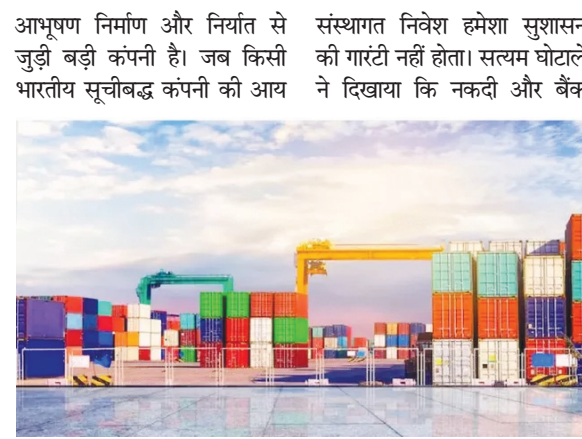 आभूषण निर्माण और निर्यात से
जुड़ी बड़ी कंपनी है। जब किसी
भारतीय सूचीबद्ध कंपनी की आय
संस्थागत निवेश हमेशा सुशासन
की गारंटी नहीं होता। सत्यम घोटाले
ने दिखाया कि नकदी और बैंक